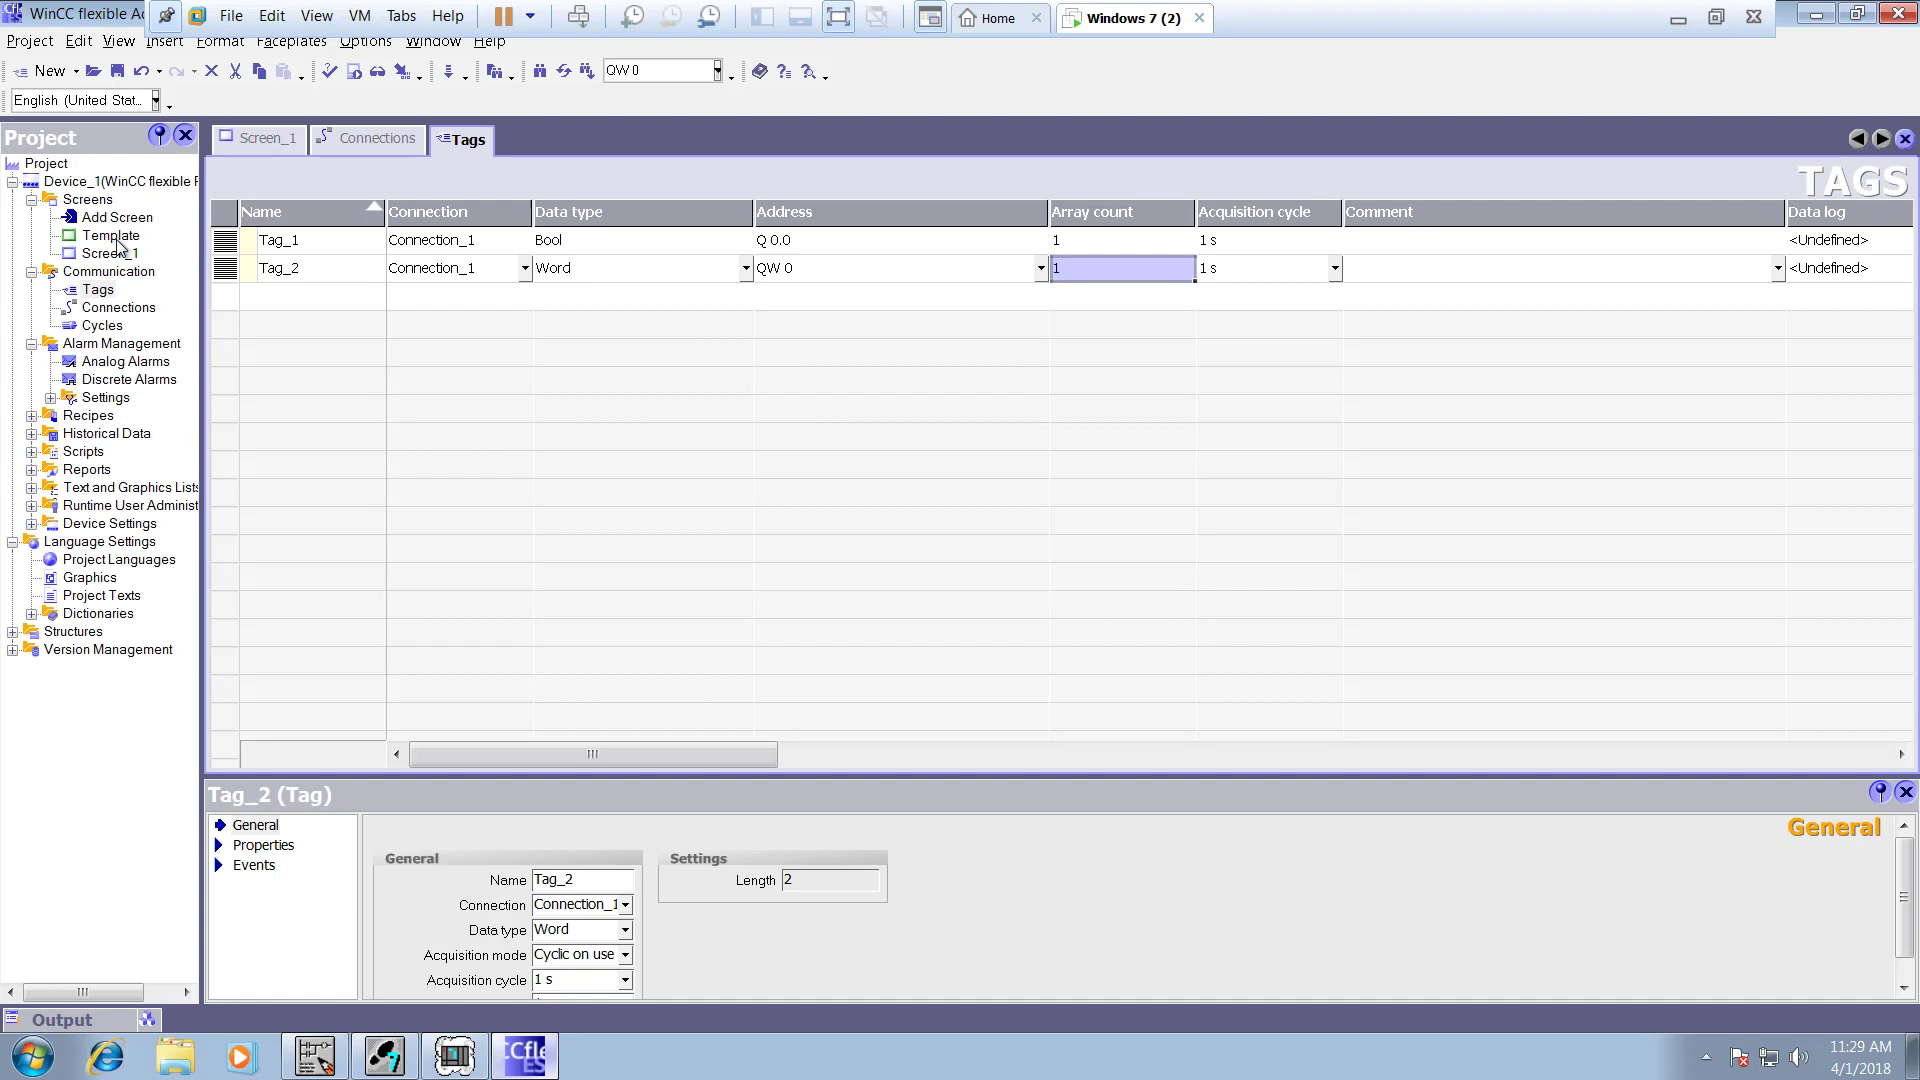 WinCC flexible Ad
File Edit View VM Tabs Help
Home
Windows 7 (2)
Project Edit View Insert Format Faceplates Options Window Help
New
QW 0
English (United Stat...
Project
Screen_1
Connections
Tags
TAGS
Project
Device_1(WinCC flexible R
Screens
Add Screen
Template
Screen_1
Communication
Tags
Connections
Cycles
Alarm Management
Analog Alarms
Discrete Alarms
Settings
Recipes
Historical Data
Scripts
Reports
Text and Graphics Lists
Runtime User Administ
Device Settings
Language Settings
Project Languages
Graphics
Project Texts
Dictionaries
Structures
Version Management
Name Connection Data type Address Array count Acquisition cycle Comment Data log
Tag_1 Connection_1 Bool Q 0.0 1 1 s <Undefined>
Tag_2 Connection_1 Word QW 0 1 1 s <Undefined>
Tag_2 (Tag)
General
Properties
Events
General
General
Name Tag_2
Connection Connection_1
Data type Word
Acquisition mode Cyclic on use
Acquisition cycle 1 s
Settings
Length 2
Output
11:29 AM
4/1/2018